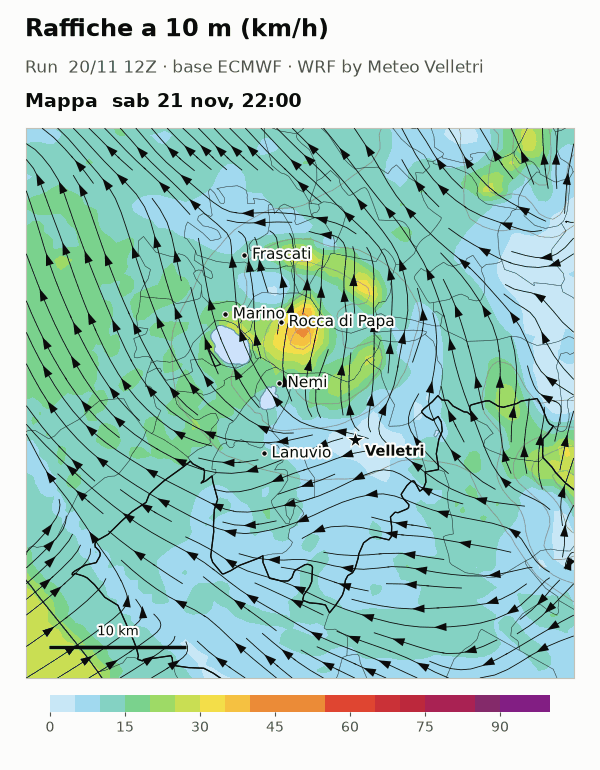 Raffiche a 10 m (km/h)
Run  20/11 12Z · base ECMWF · WRF by Meteo Velletri
Mappa  sab 21 nov, 22:00
Frascati
Marino
Rocca di Papa
Nemi
Velletri
Lanuvio
10 km
0 15 30 45 60 75 90